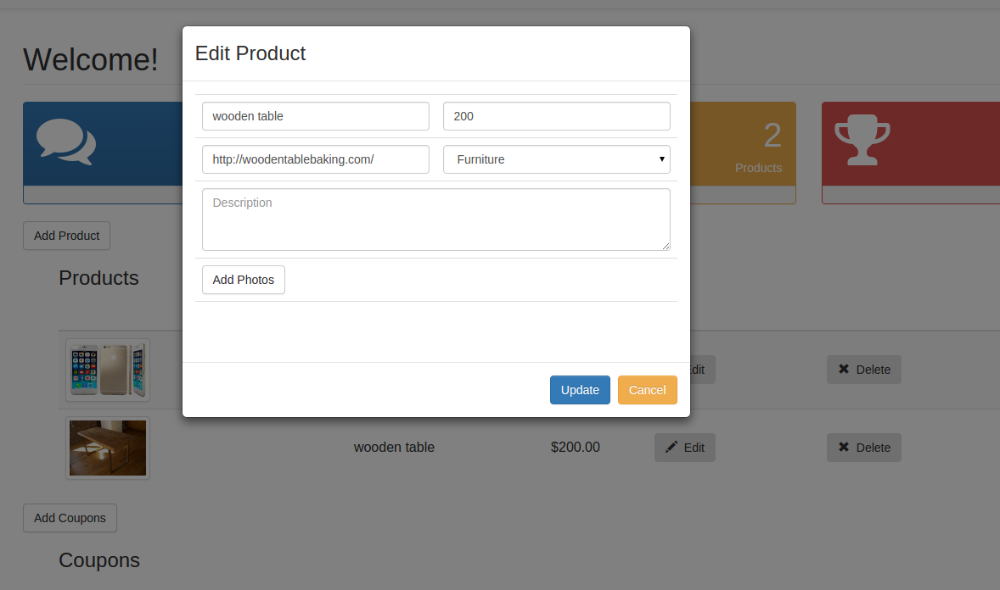 Welcome!
Edit Product
wooden table
200
http://woodentablebaking.com/
Furniture
Description
Add Photos
Update
Cancel
2
Products
Add Product
Products
dit
Delete
wooden table
$200.00
Edit
Delete
Add Coupons
Coupons